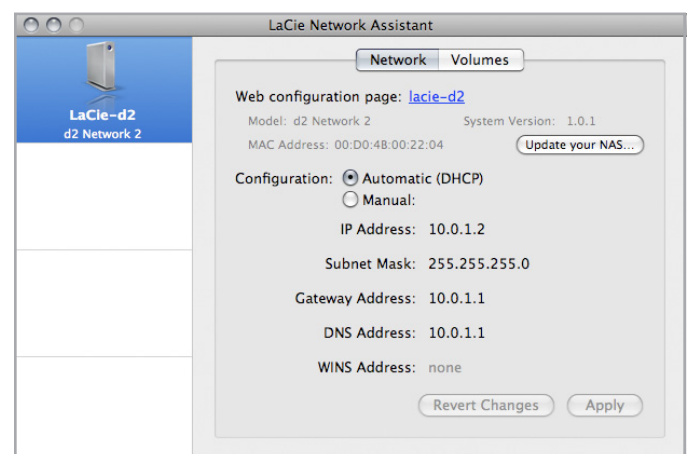 LaCie Network Assistant
LaCie-d2
d2 Network 2
Network Volumes
Web configuration page: lacie-d2
Model: d2 Network 2 System Version: 1.0.1
MAC Address: 00:D0:4B:00:22:04 Update your NAS...
Configuration: Automatic (DHCP)
Manual:
IP Address: 10.0.1.2
Subnet Mask: 255.255.255.0
Gateway Address: 10.0.1.1
DNS Address: 10.0.1.1
WINS Address: none
Revert Changes Apply